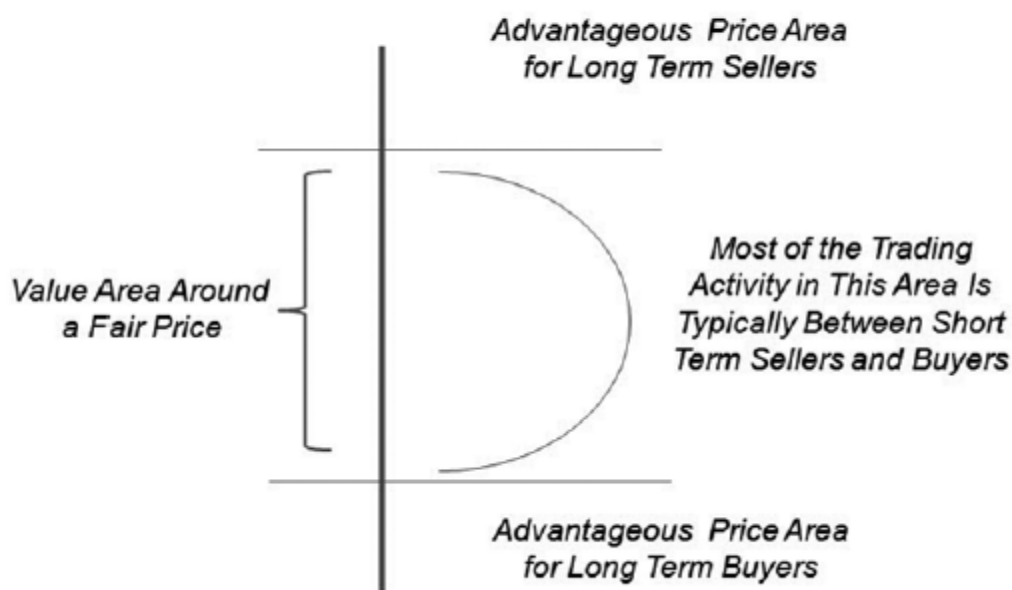 Advantageous Price Area
for Long Term Sellers
Value Area Around
a Fair Price
Most of the Trading
Activity in This Area Is
Typically Between Short
Term Sellers and Buyers
Advantageous Price Area
for Long Term Buyers